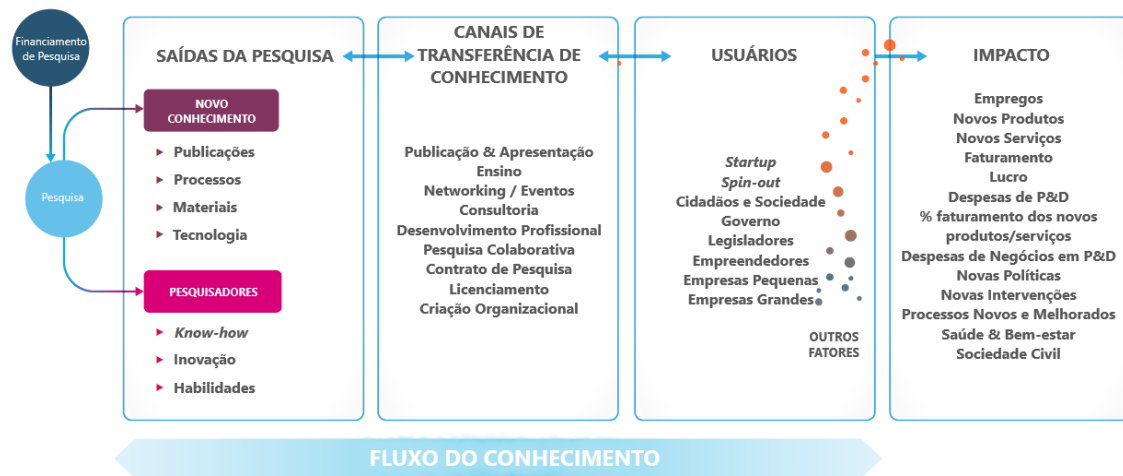 Financiamento
de Pesquisa
Pesquisa
SAÍDAS DA PESQUISA
NOVO
CONHECIMENTO
Publicações
Processos
Materiais
Tecnologia
PESQUISADORES
Know-how
Inovação
Habilidades
CANAIS DE
TRANSFERÊNCIA DE
CONHECIMENTO
Publicação & Apresentação
Ensino
Networking / Eventos
Consultoria
Desenvolvimento Profissional
Pesquisa Colaborativa
Contrato de Pesquisa
Licenciamento
Criação Organizacional
USUÁRIOS
Startup
Spin-out
Cidadãos e Sociedade
Governo
Legisladores
Empreendedores
Empresas Pequenas
Empresas Grandes
OUTROS
FATORES
IMPACTO
Empregos
Novos Produtos
Novos Serviços
Faturamento
Lucro
Despesas de P&D
% faturamento dos novos
produtos/serviços
Despesas de Negócios em P&D
Novas Políticas
Novas Intervenções
Processos Novos e Melhorados
Saúde & Bem-estar
Sociedade Civil
FLUXO DO CONHECIMENTO